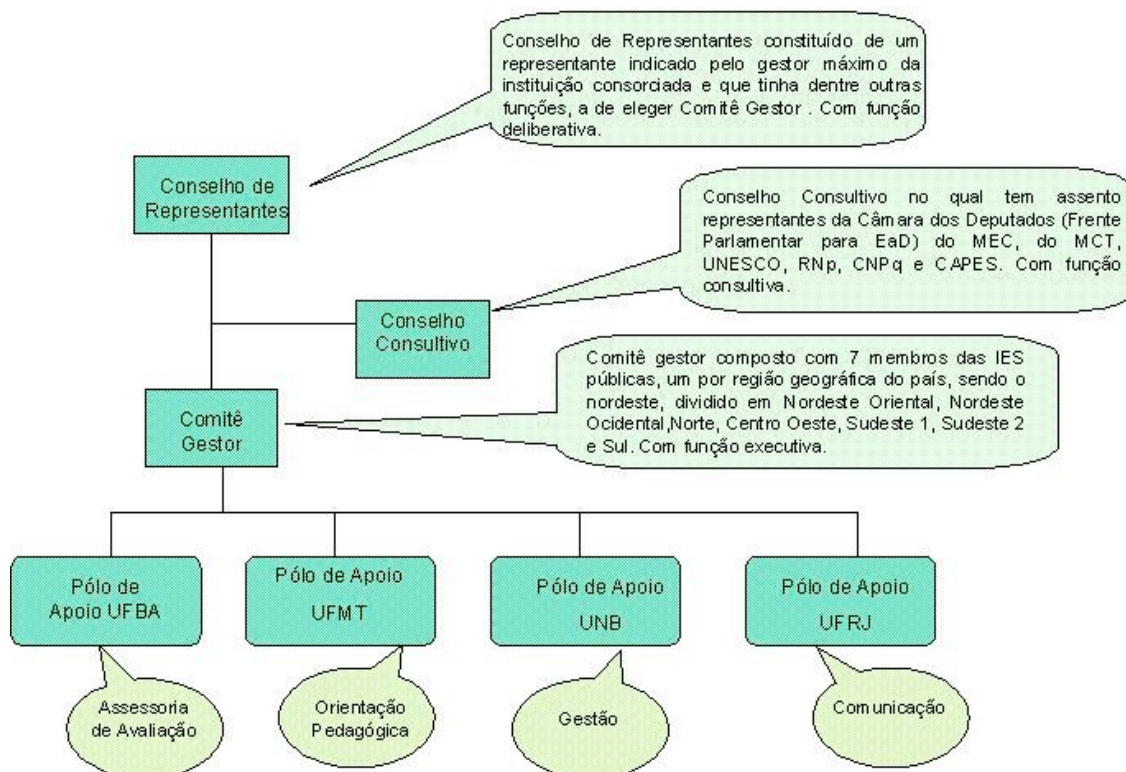 Conselho de Representantes constituído de um
representante indicado pelo gestor máximo da
instituição consorciada e que tinha dentre outras
funções, a de eleger Comitê Gestor . Com função
deliberativa.
Conselho de
Representantes
Conselho Consultivo no qual tem assento
representantes da Câmara dos Deputados (Frente
Parlamentar para EaD) do MEC, do MCT,
UNESCO, RNp, CNPq e CAPES. Com função
consultiva.
Conselho
Consultivo
Comitê gestor composto com 7 membros das IES
públicas, um por região geográfica do país, sendo o
nordeste, dividido em Nordeste Oriental, Nordeste
Ocidental,Norte, Centro Oeste, Sudeste 1, Sudeste 2
e Sul. Com função executiva.
Comitê
Gestor
Pólo de
Apoio UFBA
Pólo de Apoio
UFMT
Pólo de Apoio
UNB
Pólo de Apoio
UFRJ
Assessoria
de Avaliação
Orientação
Pedagógica
Gestão
Comunicação